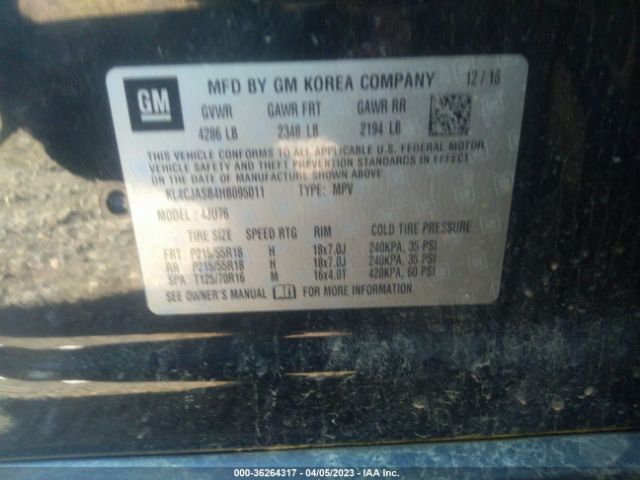 GM
MFD BY GM KOREA COMPANY 12/16
GVWR GAWR FRT GAWR RR
4286 LB 2348 LB 2194 LB
THIS VEHICLE CONFORMS TO ALL APPLICABLE U.S. FEDERAL MOTOR
VEHICLE SAFETY AND THEFT PREVENTION STANDARDS IN EFFECT
ON THE DATE OF MANUFACTURE SHOWN ABOVE.
KL4CJASB4HB095011 TYPE: MPV
MODEL: 4JU76
TIRE SIZE SPEED RTG RIM COLD TIRE PRESSURE
FRT P215/55R18 H 18x7.0J 240KPA, 35 PSI
RR P215/55R18 H 18x7.0J 240KPA, 35 PSI
SPA T125/70R16 M 16x4.0T 420KPA, 60 PSI
SEE OWNER'S MANUAL FOR MORE INFORMATION.
000-36264317 - 04/05/2023 - IAA Inc.